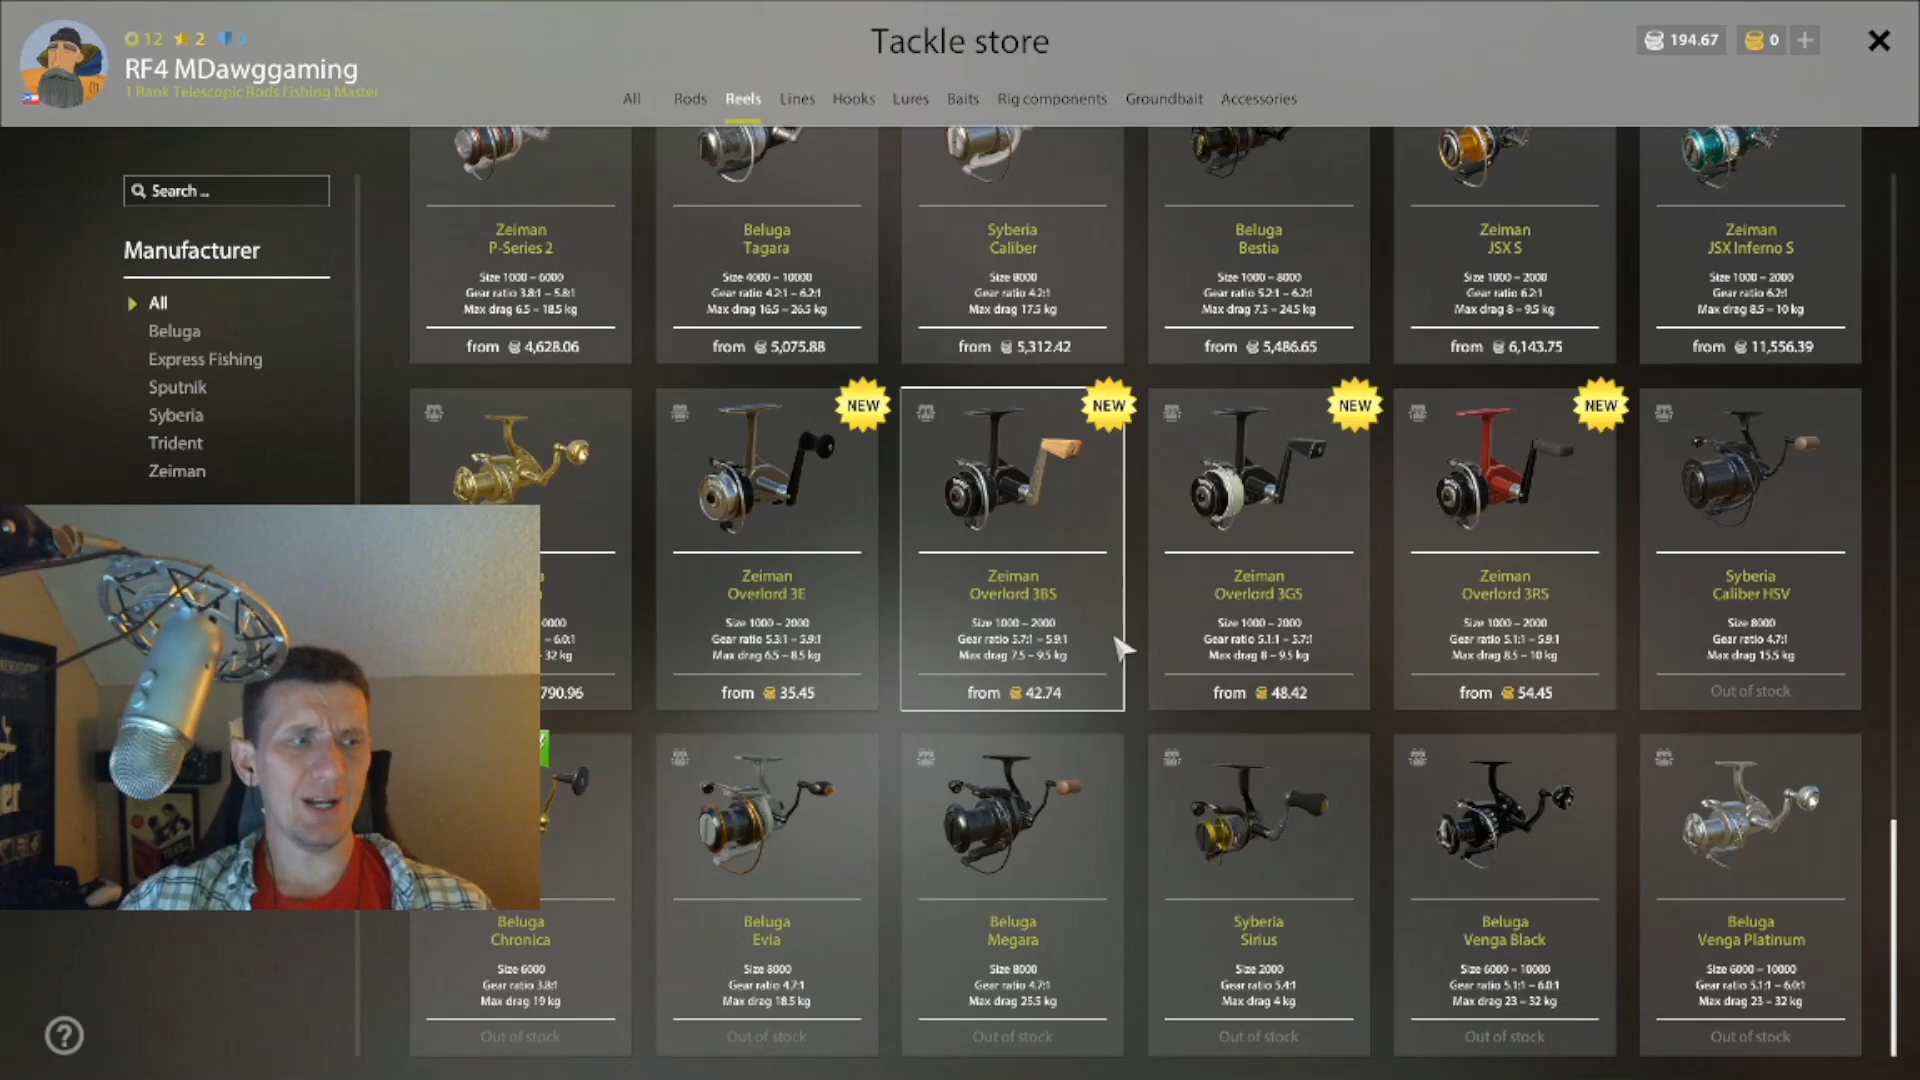 12 2
RF4 MDawggaming
1 Rank Telescopic Rods Fishing Master
Tackle store
194.67 0 +
All Rods Reels Lines Hooks Lures Baits Rig components Groundbait Accessories
Search ...
Manufacturer
All
Beluga
Express Fishing
Sputnik
Syberia
Trident
Zeiman
Zeiman
P-Series 2
Size 1000 – 6000
Gear ratio 3.8:1 – 5.8:1
Max drag 6.5 – 18.5 kg
from 4,628.06
Beluga
Tagara
Size 4000 – 10000
Gear ratio 4.2:1 – 6.2:1
Max drag 16.5 – 26.5 kg
from 5,075.88
Syberia
Caliber
Size 8000
Gear ratio 4.2:1
Max drag 17.5 kg
from 5,312.42
Beluga
Bestia
Size 1000 – 8000
Gear ratio 5.2:1 – 6.2:1
Max drag 7.5 – 24.5 kg
from 5,486.65
Zeiman
JSX S
Size 1000 – 2000
Gear ratio 6.2:1
Max drag 8 – 9.5 kg
from 6,143.75
Zeiman
JSX Inferno S
Size 1000 – 2000
Gear ratio 6.2:1
Max drag 8.5 – 10 kg
from 11,556.39
0000
– 6.0:1
32 kg
790.96
NEW
Zeiman
Overlord 3E
Size 1000 – 2000
Gear ratio 5.3:1 – 5.9:1
Max drag 6.5 – 8.5 kg
from 35.45
NEW
Zeiman
Overlord 3BS
Size 1000 – 2000
Gear ratio 5.7:1 – 5.9:1
Max drag 7.5 – 9.5 kg
from 42.74
NEW
Zeiman
Overlord 3GS
Size 1000 – 2000
Gear ratio 5.1:1 – 5.7:1
Max drag 8 – 9.5 kg
from 48.42
NEW
Zeiman
Overlord 3RS
Size 1000 – 2000
Gear ratio 5.1:1 – 5.9:1
Max drag 8.5 – 10 kg
from 54.45
Syberia
Caliber HSV
Size 8000
Gear ratio 4.7:1
Max drag 15.5 kg
Out of stock
Beluga
Chronica
Size 6000
Gear ratio 3.8:1
Max drag 19 kg
Out of stock
Beluga
Evia
Size 8000
Gear ratio 4.7:1
Max drag 18.5 kg
Out of stock
Beluga
Megara
Size 8000
Gear ratio 4.7:1
Max drag 25.5 kg
Out of stock
Syberia
Sirius
Size 2000
Gear ratio 5.4:1
Max drag 4 kg
Out of stock
Beluga
Venga Black
Size 6000 – 10000
Gear ratio 5.1:1 – 6.0:1
Max drag 23 – 32 kg
Out of stock
Beluga
Venga Platinum
Size 6000 – 10000
Gear ratio 5.1:1 – 6.0:1
Max drag 23 – 32 kg
Out of stock
?